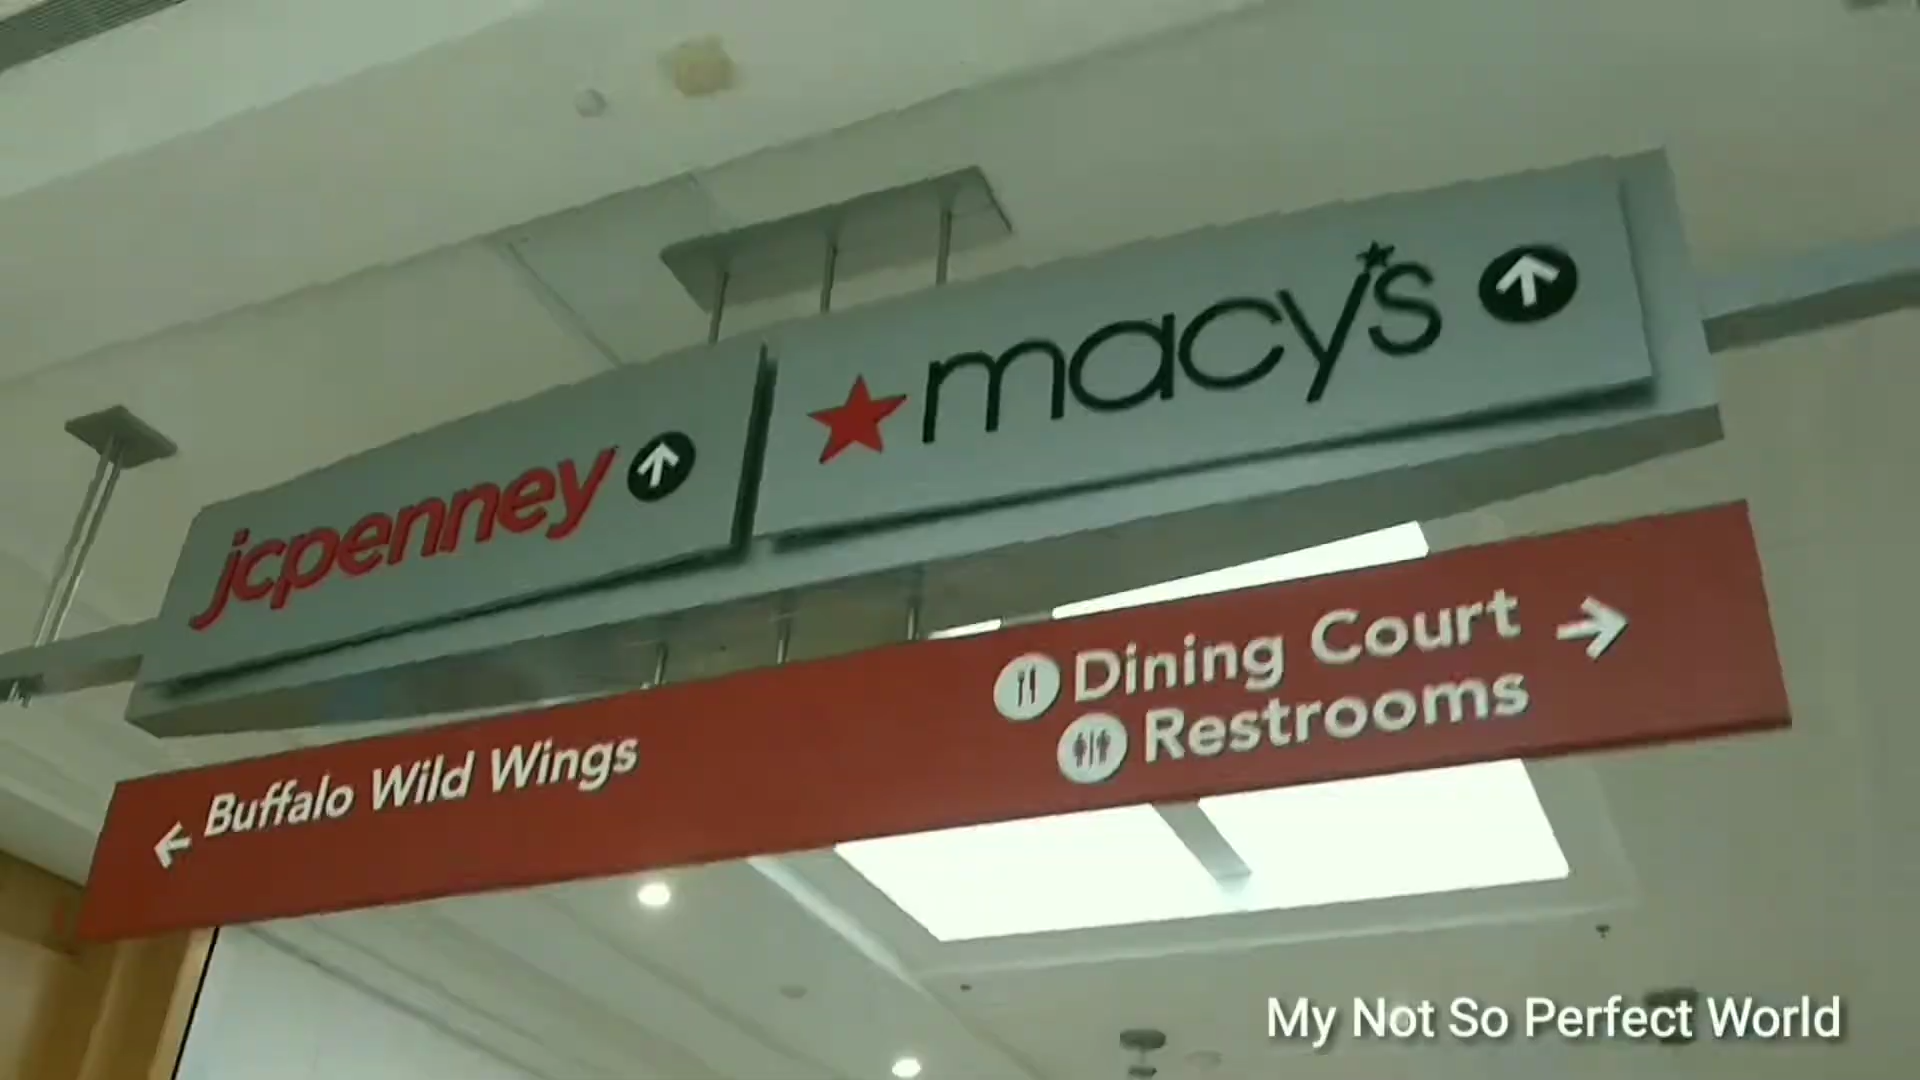 jcpenney
macy's
Buffalo Wild Wings
Dining Court
Restrooms
My Not So Perfect World